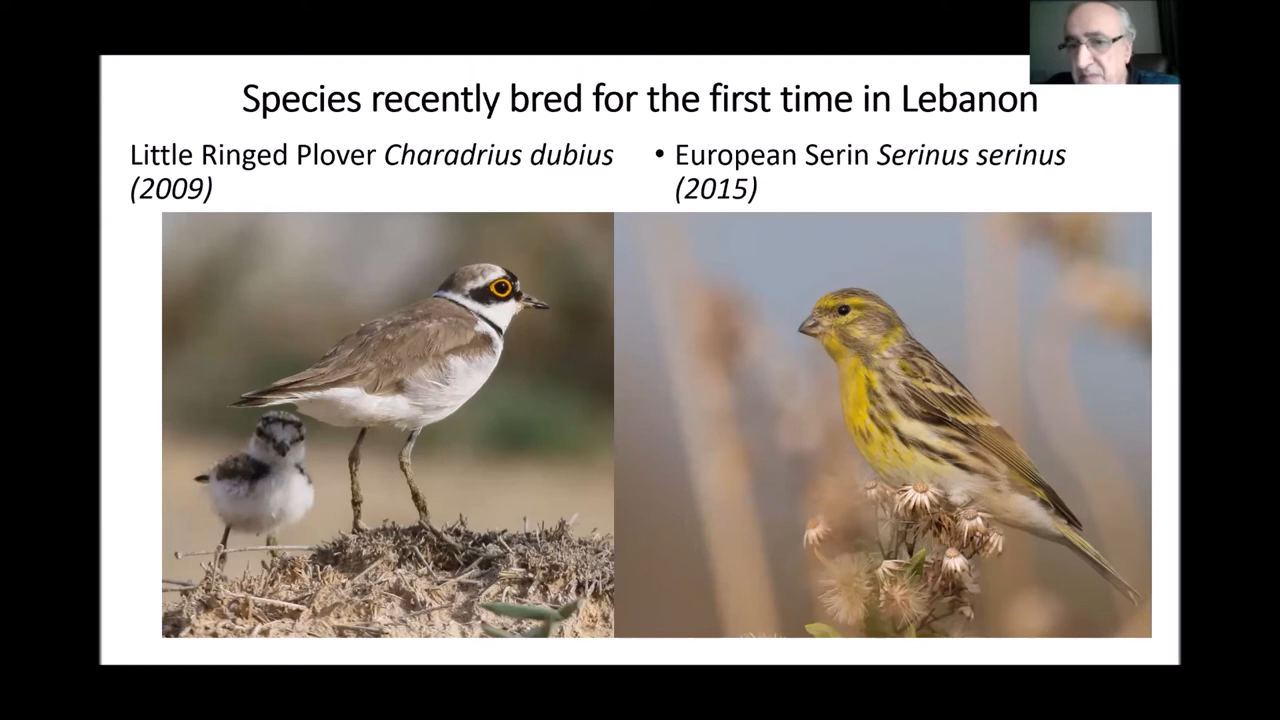 Species recently bred for the first time in Lebanon
Little Ringed Plover Charadrius dubius
(2009)
• European Serin Serinus serinus
(2015)